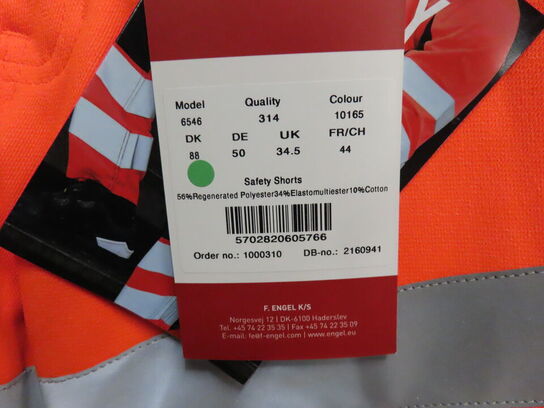 Model Quality Colour
6546 314 10165
DK DE UK FR/CH
88 50 34.5 44
Safety Shorts
56%Regenerated Polyester34%Elastomultiester10%Cotton
5702820605766
Order no.: 1000310 DB-no.: 2160941
F. ENGEL K/S
Norgesvej 12 | DK-6100 Haderslev
Tel. +45 74 22 35 35 | Fax +45 74 22 35 09
E-mail: fe@f-engel.com | www.engel.eu